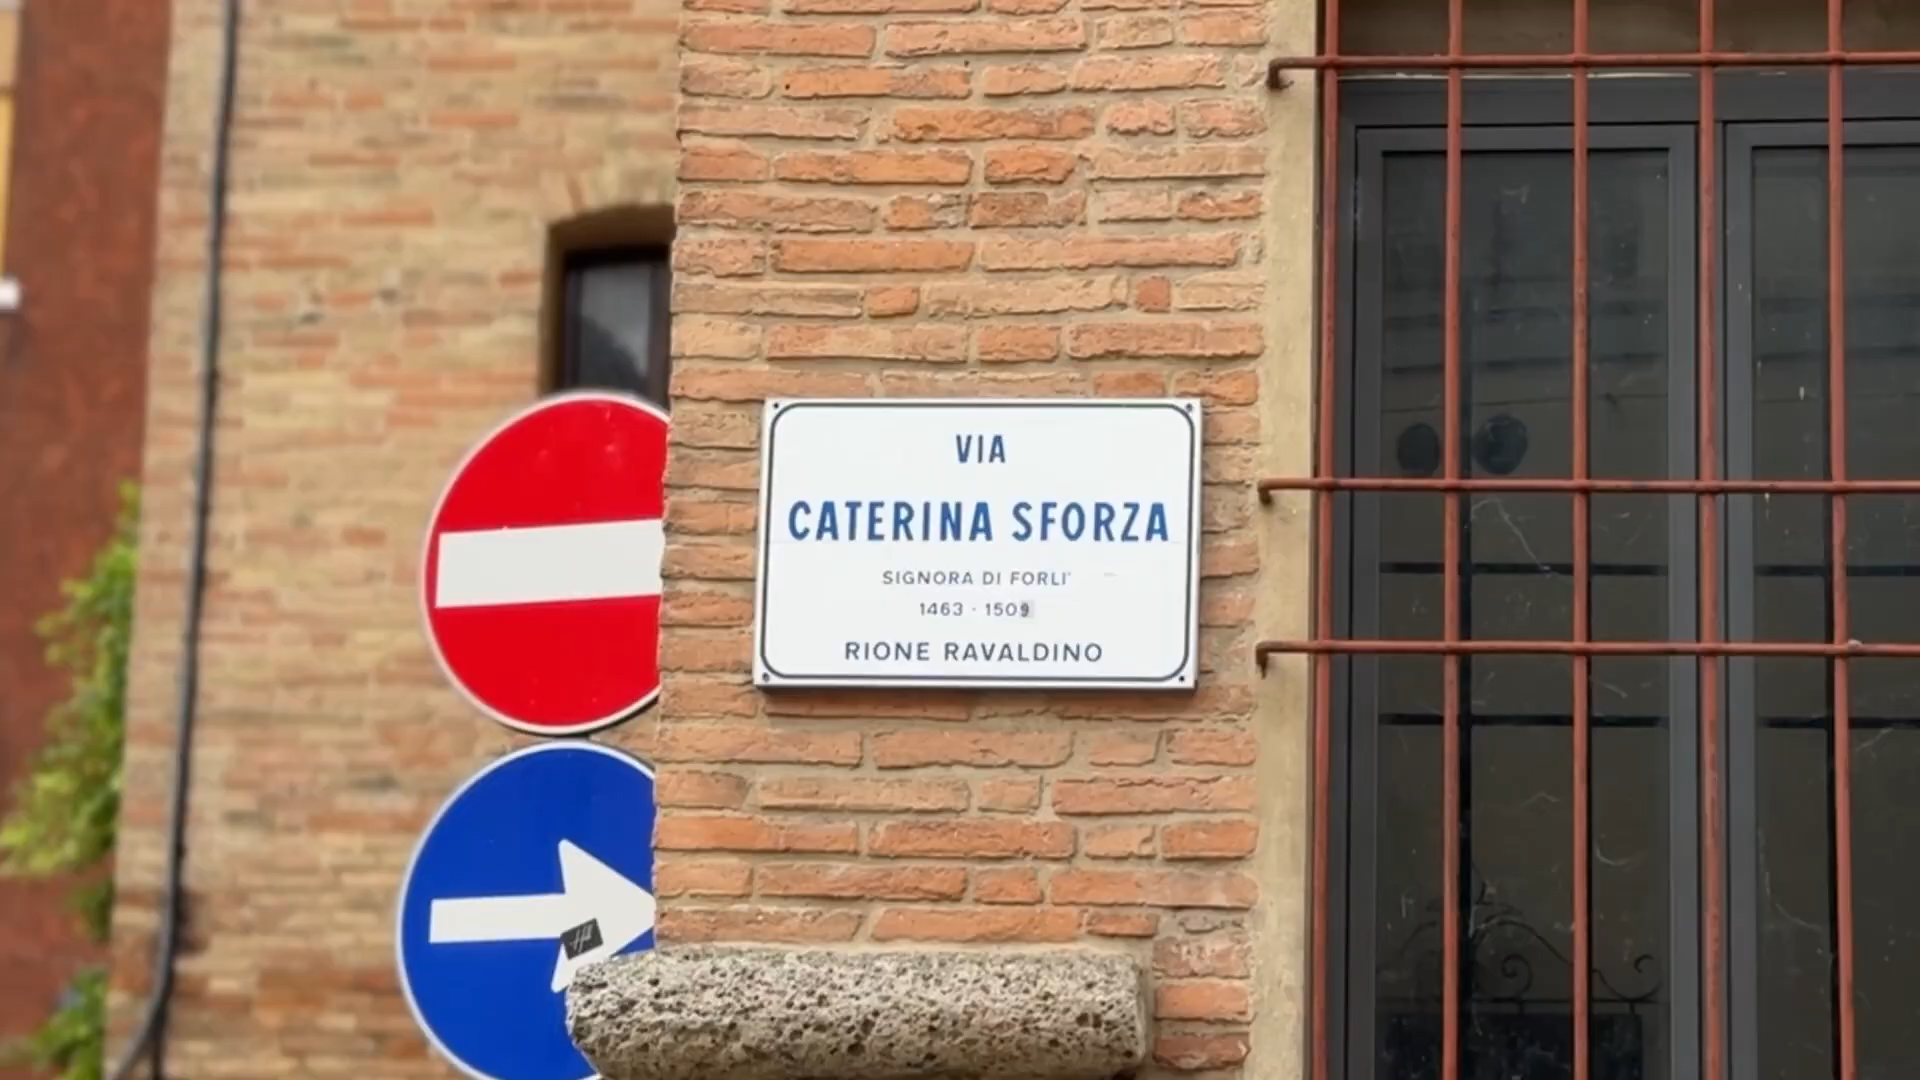 VIA
CATERINA SFORZA
SIGNORA DI FORLI'
1463 - 1509
RIONE RAVALDINO